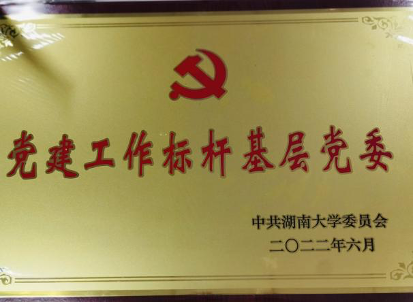 党建工作标杆基层党委
中共湖南大学委员会
二〇二二年六月